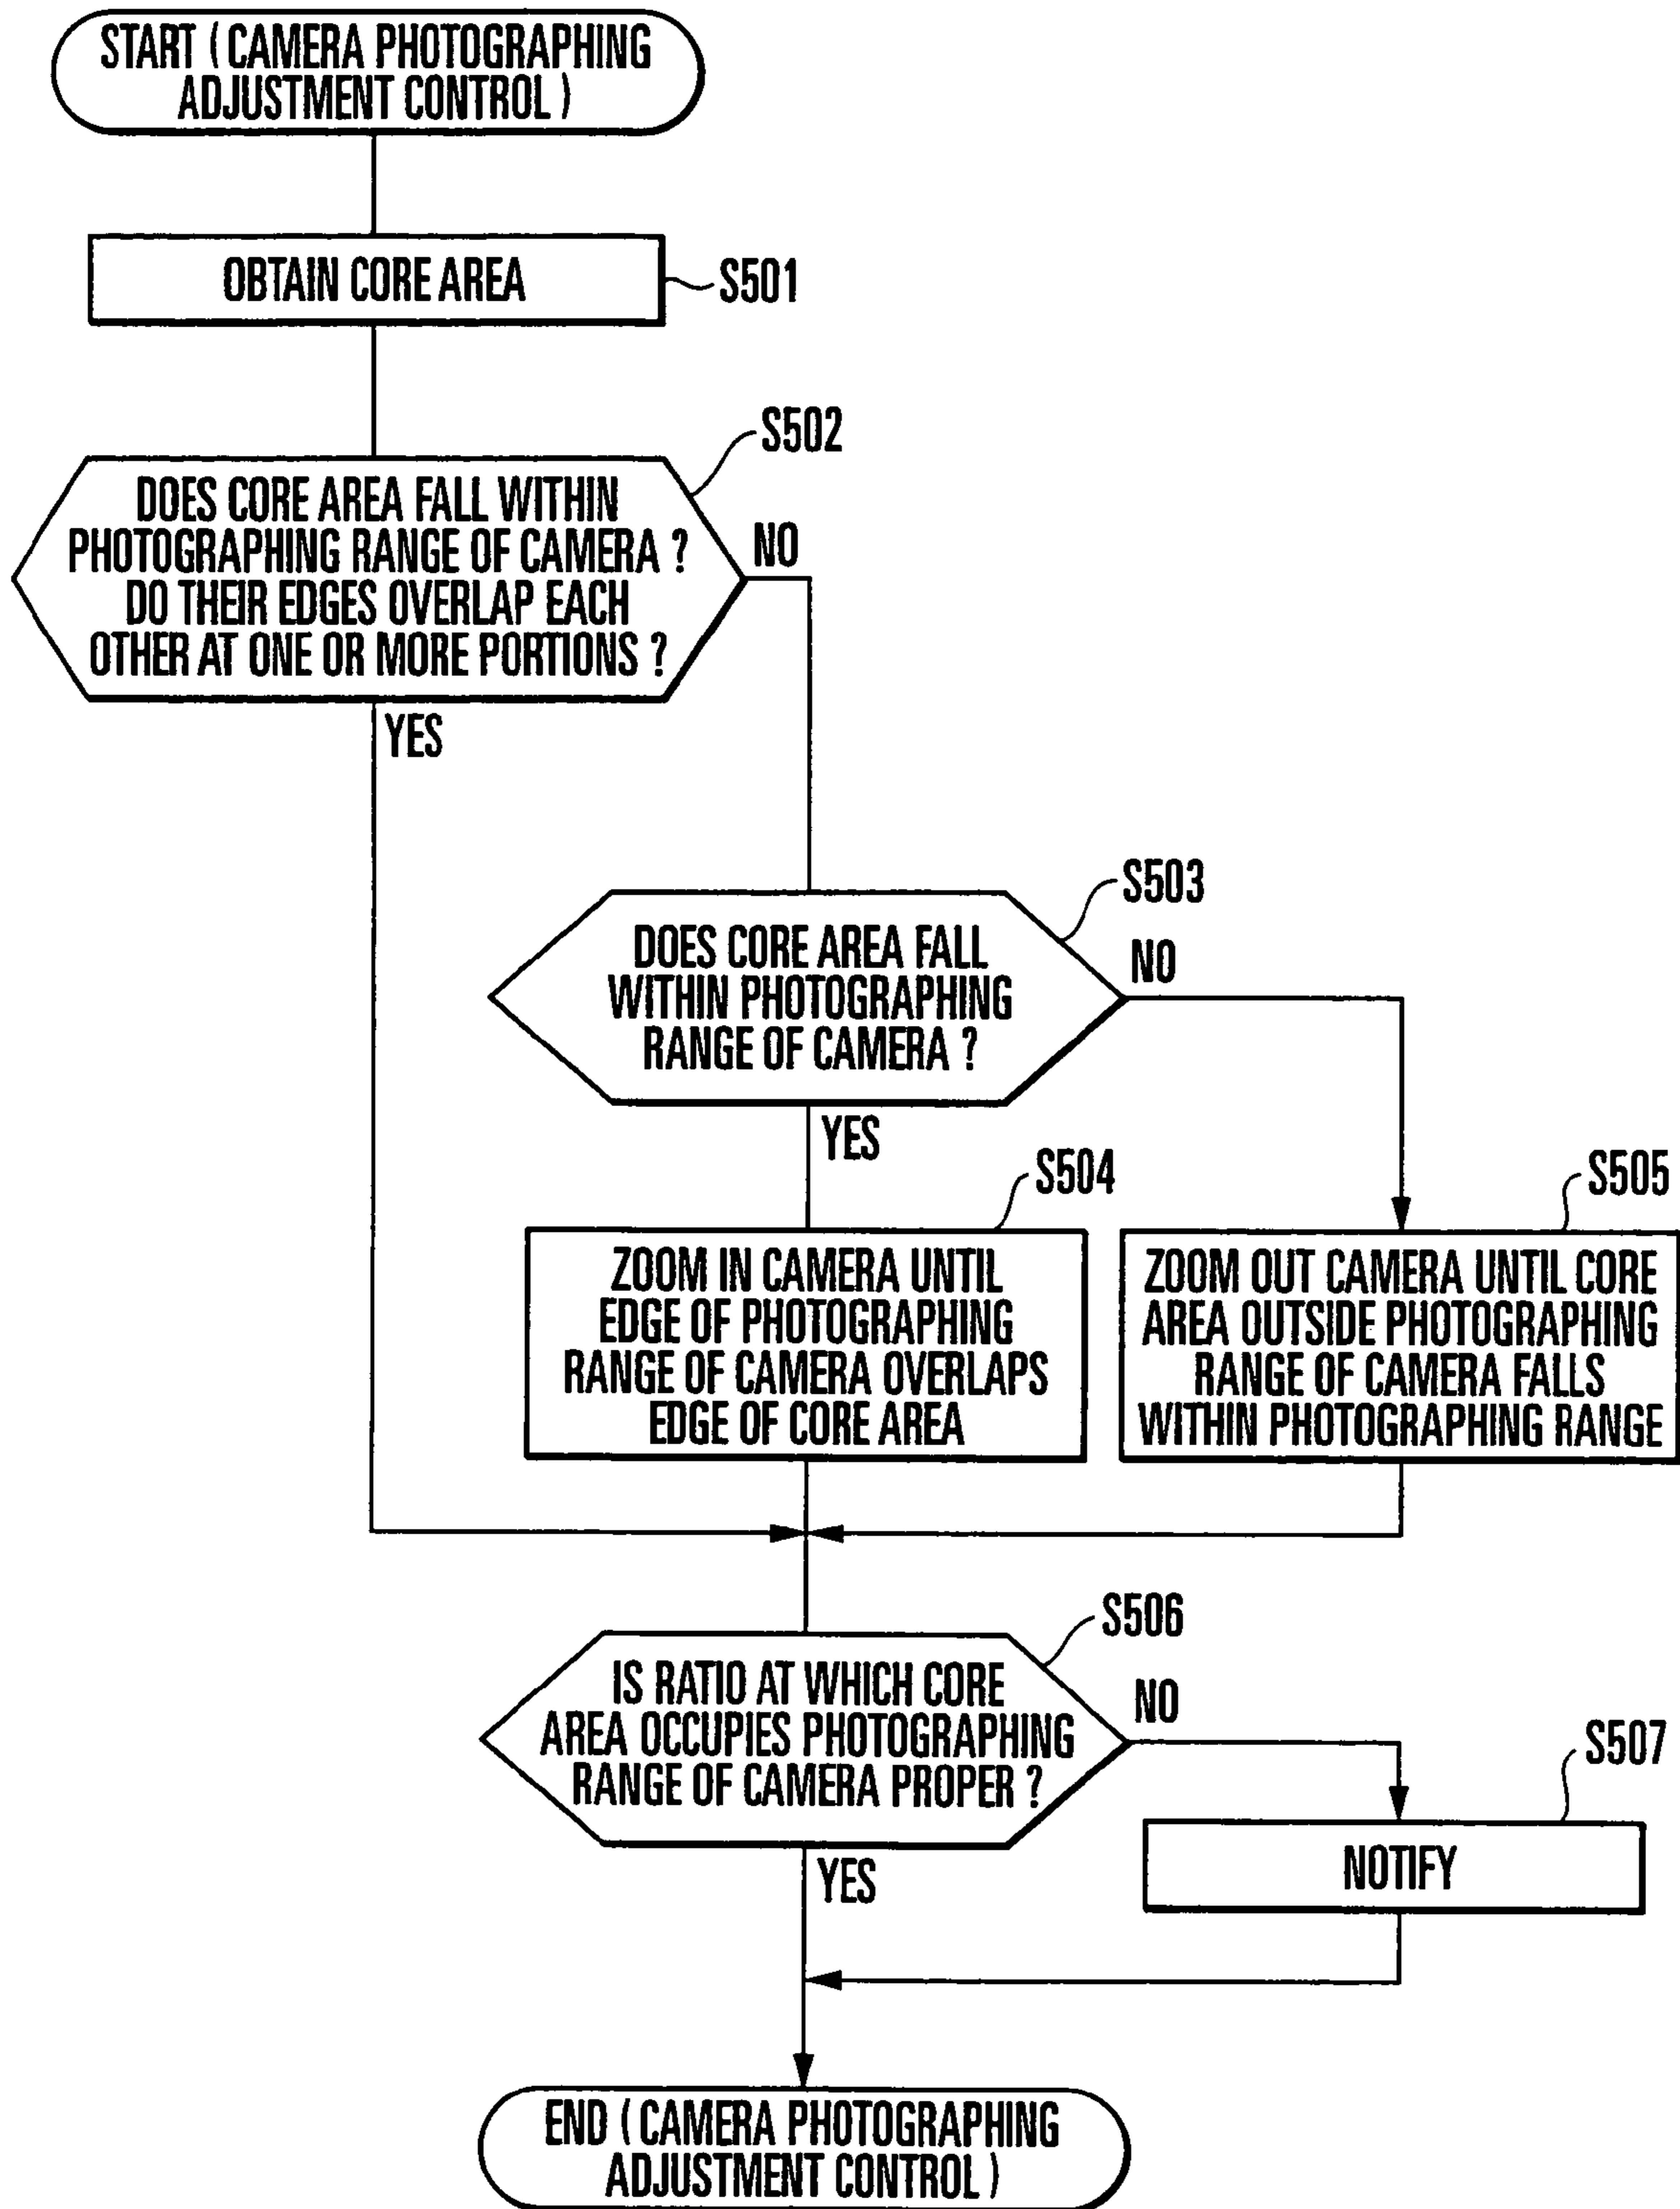 START ( CAMERA PHOTOGRAPHING
ADJUSTMENT CONTROL )
OBTAIN CORE AREA
S501
S502
DOES CORE AREA FALL WITHIN
PHOTOGRAPHING RANGE OF CAMERA ?
DO THEIR EDGES OVERLAP EACH
OTHER AT ONE OR MORE PORTIONS ?
NO
YES
S503
DOES CORE AREA FALL
WITHIN PHOTOGRAPHING
RANGE OF CAMERA ?
NO
YES
S504
ZOOM IN CAMERA UNTIL
EDGE OF PHOTOGRAPHING
RANGE OF CAMERA OVERLAPS
EDGE OF CORE AREA
S505
ZOOM OUT CAMERA UNTIL CORE
AREA OUTSIDE PHOTOGRAPHING
RANGE OF CAMERA FALLS
WITHIN PHOTOGRAPHING RANGE
S506
IS RATIO AT WHICH CORE
AREA OCCUPIES PHOTOGRAPHING
RANGE OF CAMERA PROPER ?
NO
YES
S507
NOTIFY
END ( CAMERA PHOTOGRAPHING
ADJUSTMENT CONTROL )